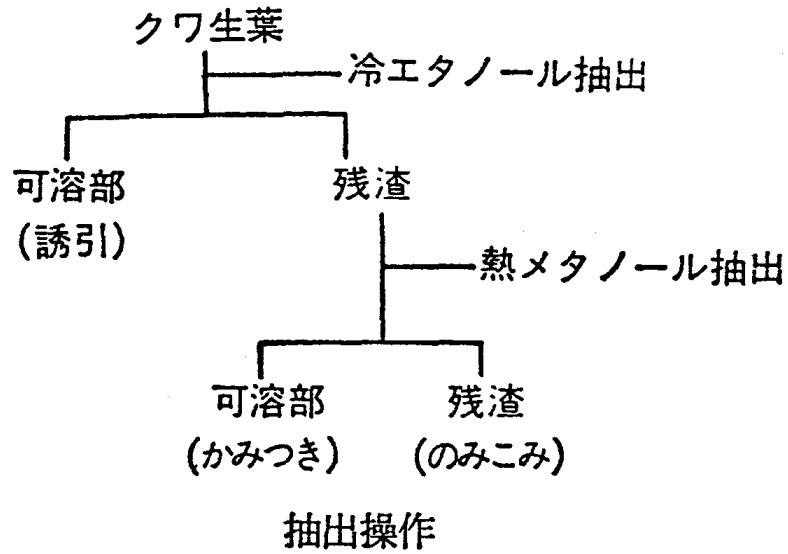 クワ生葉
冷エタノール抽出
可溶部
(誘引)
残渣
熱メタノール抽出
可溶部
(かみつき)
残渣
(のみこみ)
抽出操作